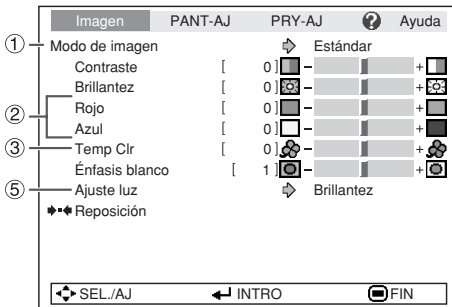 Imagen PANT-AJ PRY-AJ ? Ayuda
1 Modo de imagen Estándar
Contraste [ 0 ] - +
Brillantez [ 0 ] - +
2 Rojo [ 0 ] - +
Azul [ 0 ] - +
3 Temp Clr [ 0 ] - +
Énfasis blanco [ 1 ] - +
5 Ajuste luz Brillantez
Reposición
SEL./AJ INTRO FIN